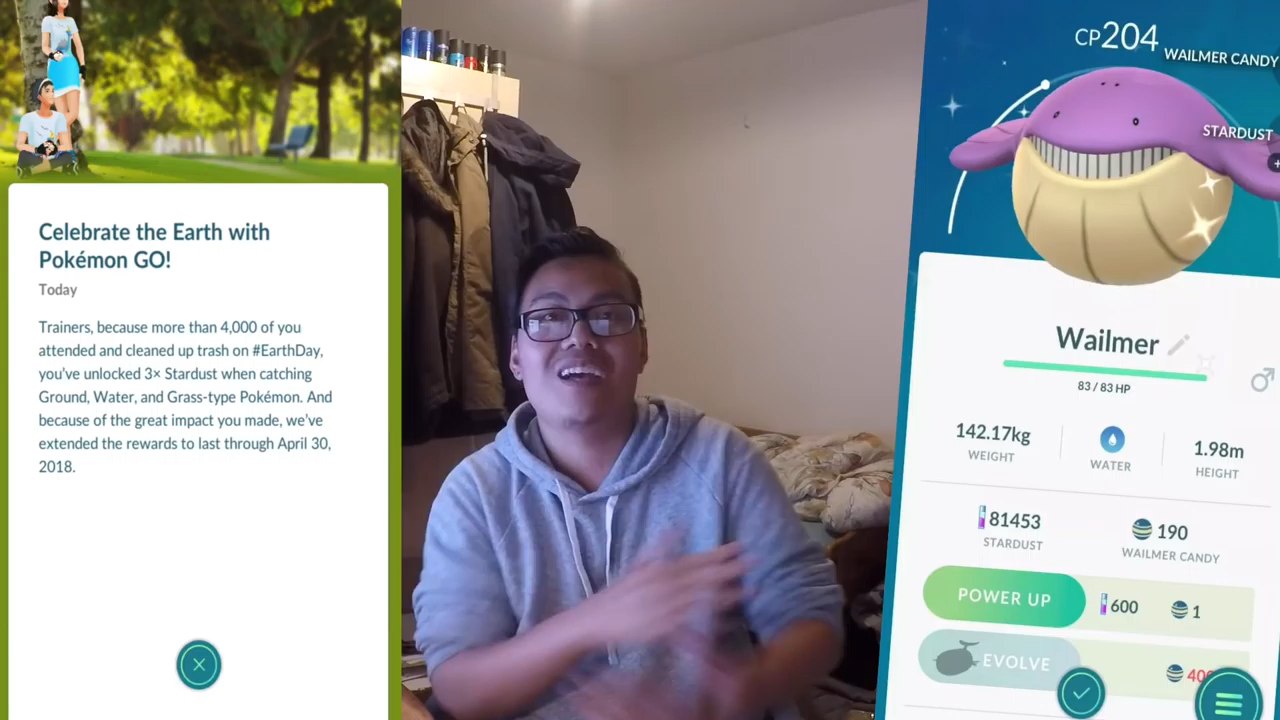 Celebrate the Earth with
Pokémon GO!
Today
Trainers, because more than 4,000 of you
attended and cleaned up trash on #EarthDay,
you've unlocked 3× Stardust when catching
Ground, Water, and Grass-type Pokémon. And
because of the great impact you made, we've
extended the rewards to last through April 30,
2018.
CP204
WAILMER CANDY
STARDUST
Wailmer
83 / 83 HP
142.17kg
WEIGHT
WATER
1.98m
HEIGHT
81453
STARDUST
190
WAILMER CANDY
POWER UP
600
1
EVOLVE